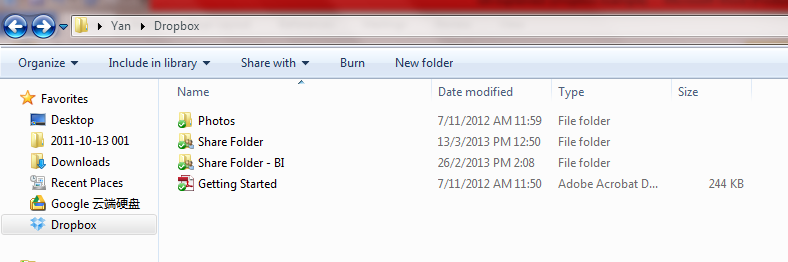 Yan Dropbox
Organize Include in library Share with Burn New folder
Name Date modified Type Size
Favorites
Desktop
2011-10-13 001
Downloads
Recent Places
Google 云端硬盘
Dropbox
Photos 7/11/2012 AM 11:59 File folder
Share Folder 13/3/2013 PM 12:50 File folder
Share Folder - BI 26/2/2013 PM 2:08 File folder
Getting Started 7/11/2012 AM 11:50 Adobe Acrobat D... 244 KB